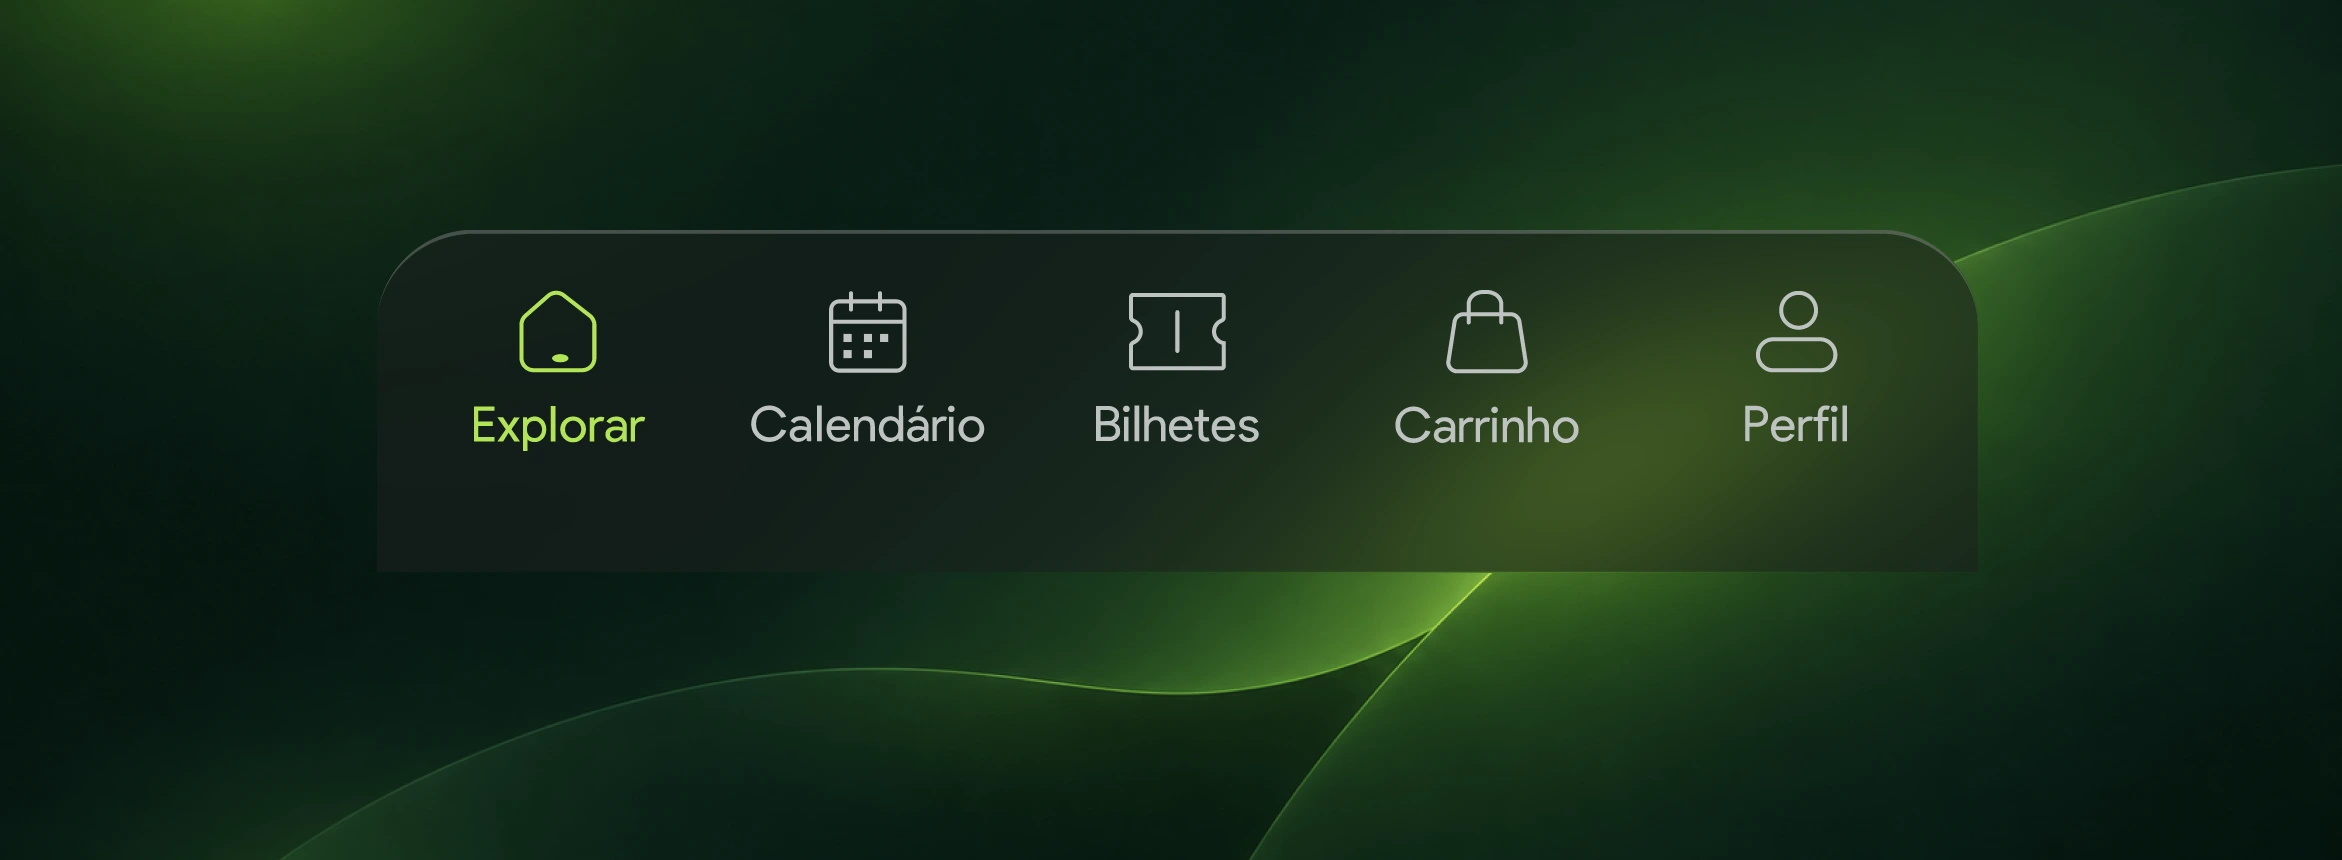 Explorar
Calendário
Bilhetes
Carrinho
Perfil